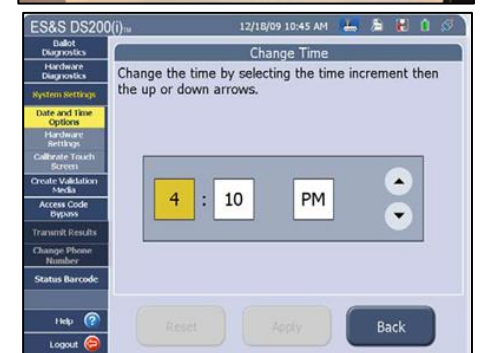 ES&S DS200(i)™
12/18/09 10:45 AM
Ballot
Diagnostics
Hardware
Diagnostics
System Settings
Date and Time
Options
Hardware
Settings
Calibrate Touch
Screen
Create Validation
Media
Access Code
Bypass
Transmit Results
Change Phone
Number
Status Barcode
Help
Logout
Change Time
Change the time by selecting the time increment then
the up or down arrows.
4 : 10 PM
Reset Apply Back